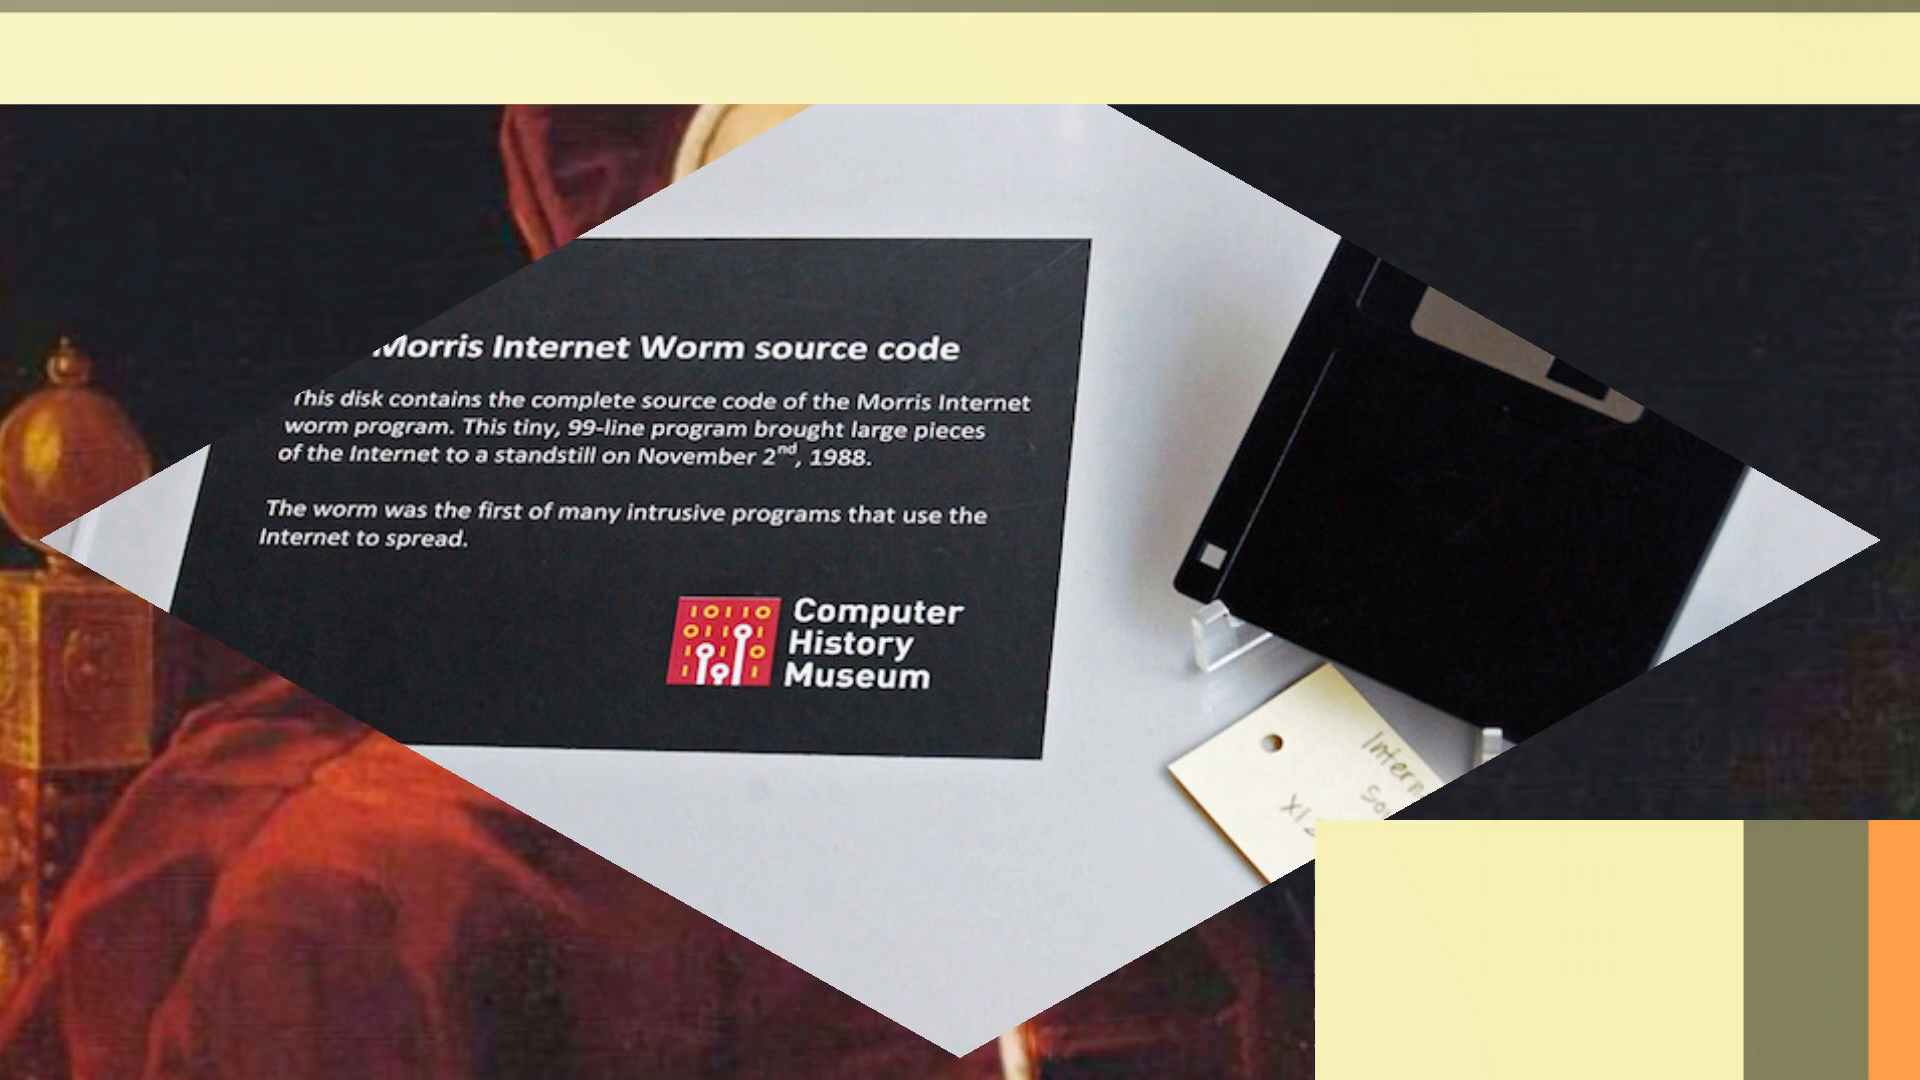 Morris Internet Worm source code
This disk contains the complete source code of the Morris Internet
worm program. This tiny, 99-line program brought large pieces
of the Internet to a standstill on November 2nd, 1988.
The worm was the first of many intrusive programs that use the
Internet to spread.
10110
Computer
History
Museum